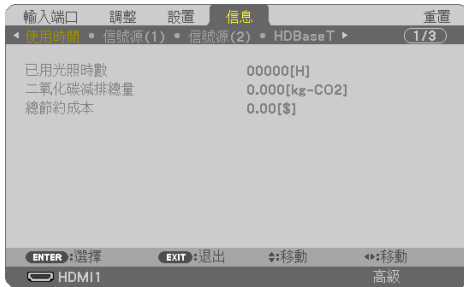 輸入端口 調整 設置 信息 重置
◂ 使用時間 • 信號源(1) • 信號源(2) • HDBaseT ▸ (1/3)
已用光照時數 00000[H]
二氧化碳減排總量 0.000[kg-CO2]
總節約成本 0.00[$]
ENTER:選擇 EXIT:退出 ⬍:移動 ⬌:移動
HDMI1 高級